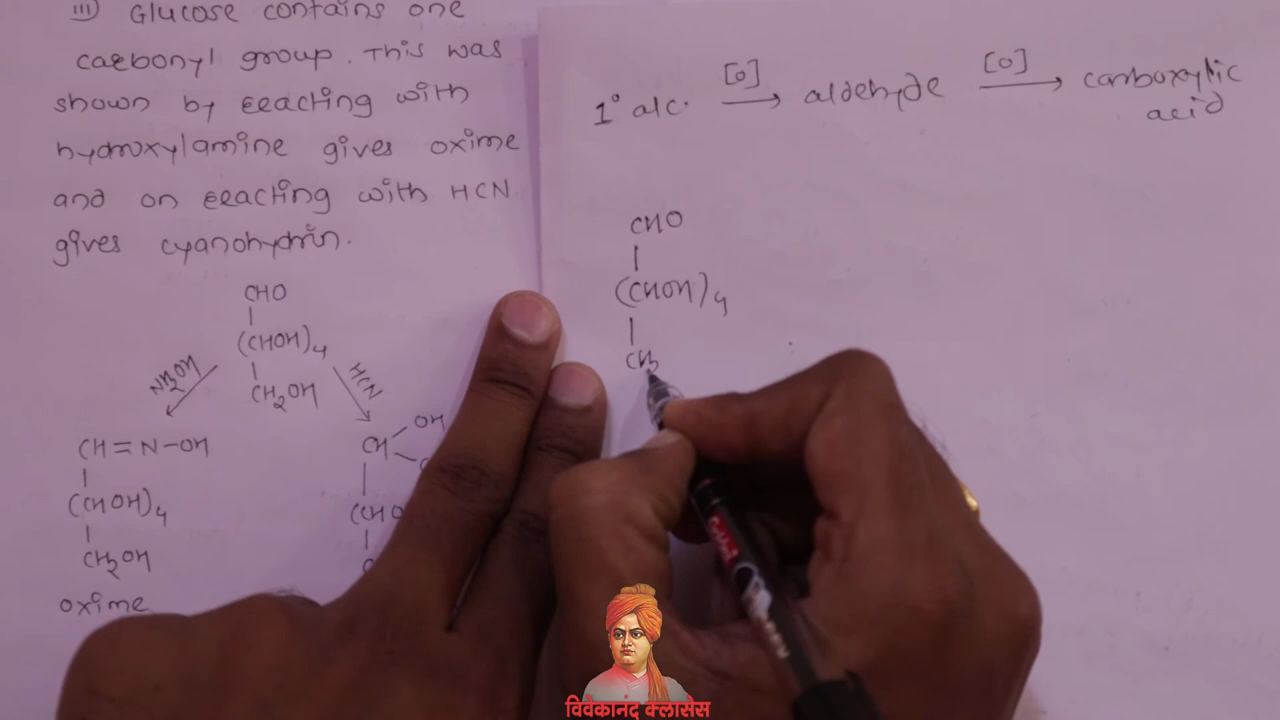 iii) Glucose contains one
carbonyl group. This was
shown by reacting with
hydroxylamine gives oxime
and on reacting with HCN
gives cyanohydrin.
CHO
|
(CHOH)4
|
CH2OH
NH2OH
HCN
CH=N-OH
|
(CHOH)4
|
CH2OH
oxime
OH
CH
|
(CHO
|
1° alc. [O] → aldehyde [O] → carboxylic
acid
CHO
|
(CHOH)4
|
CH2
विवेकानंद क्लासेस